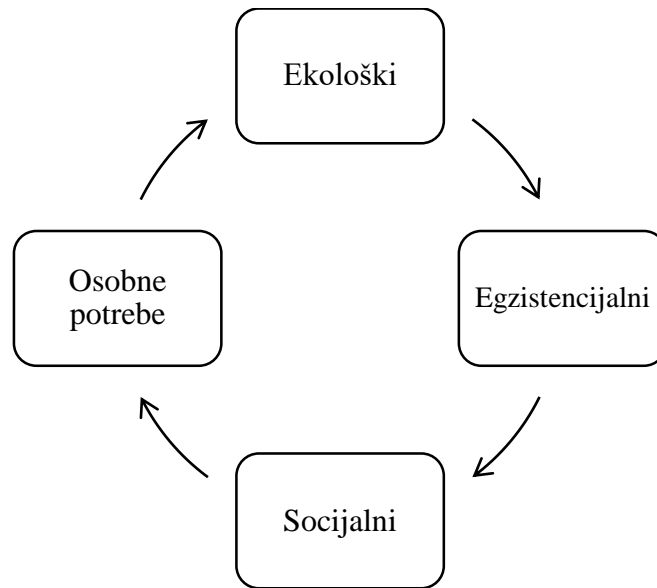 Ekološki
Osobne
potrebe
Egzistencijalni
Socijalni